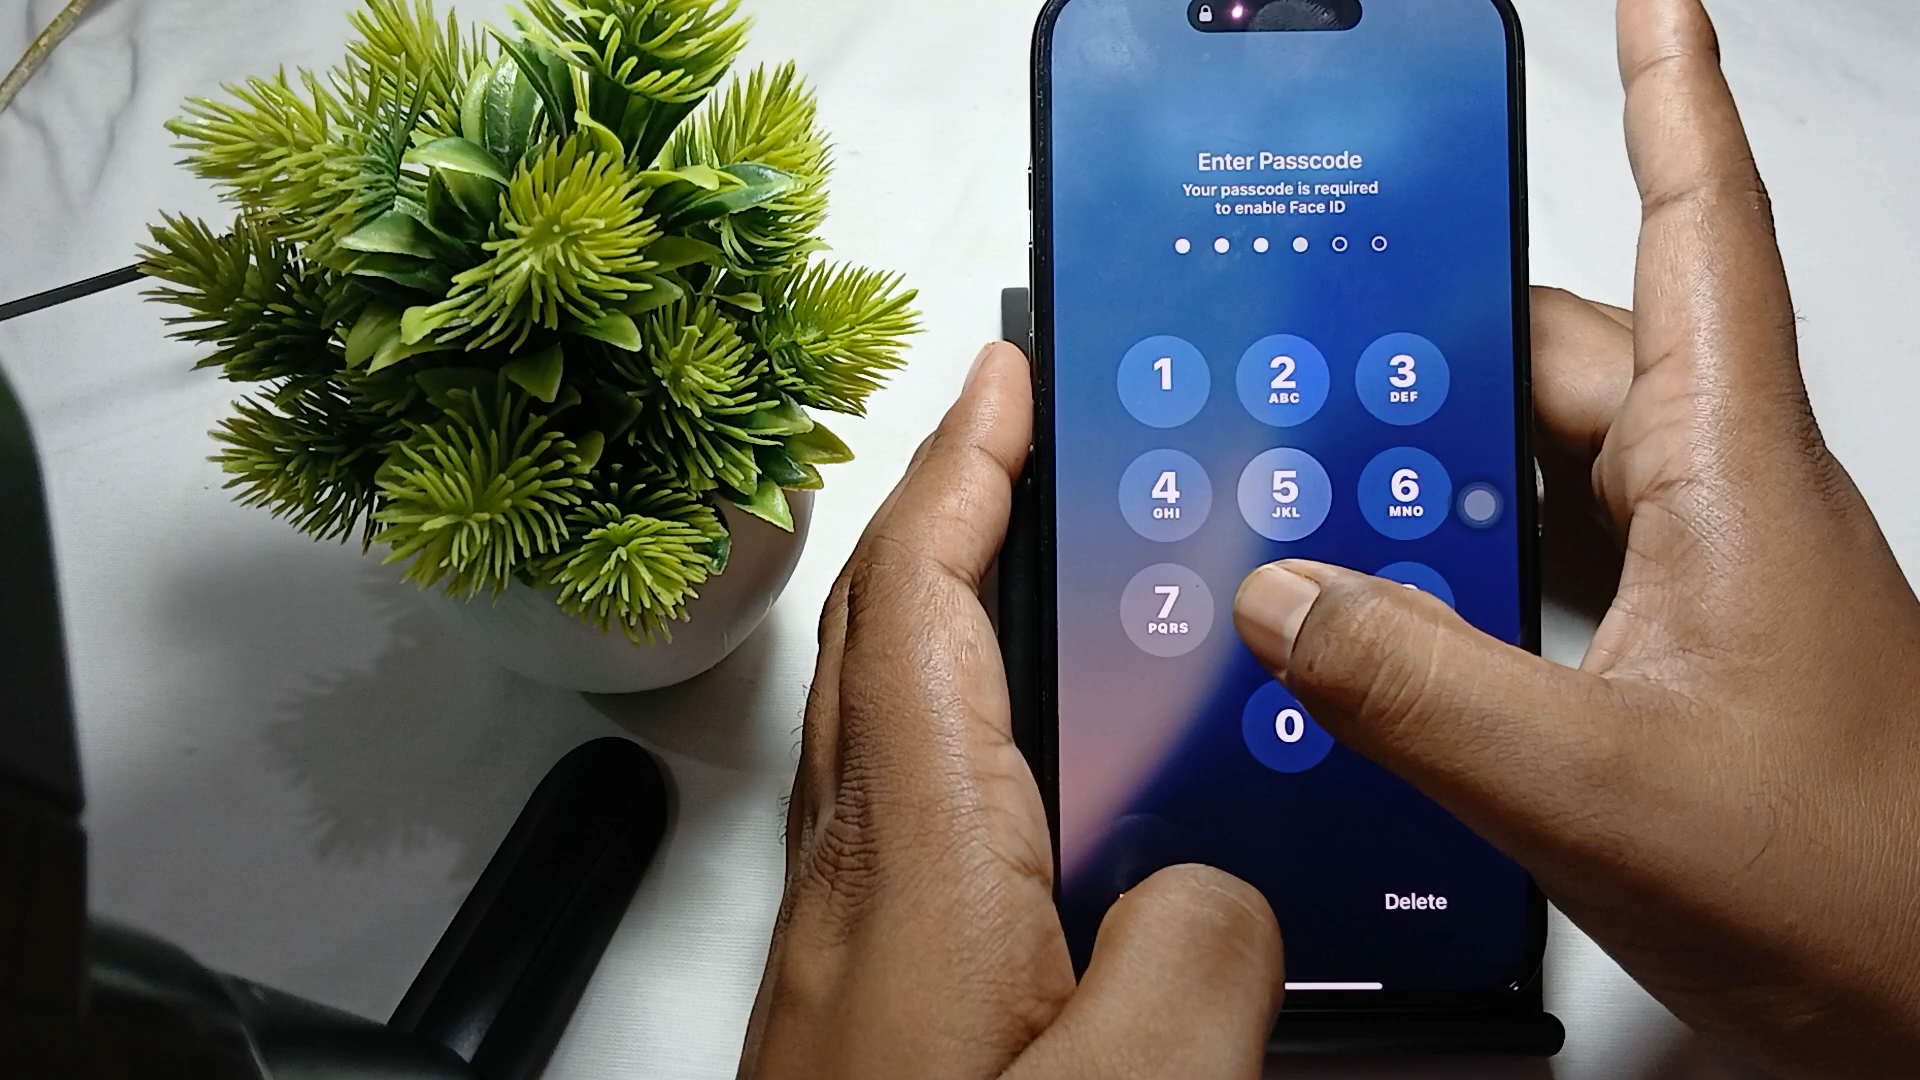 Enter Passcode
Your passcode is required
to enable Face ID
1 2 3
ABC DEF
4 5 6
GHI JKL MNO
7
PQRS
0
Delete